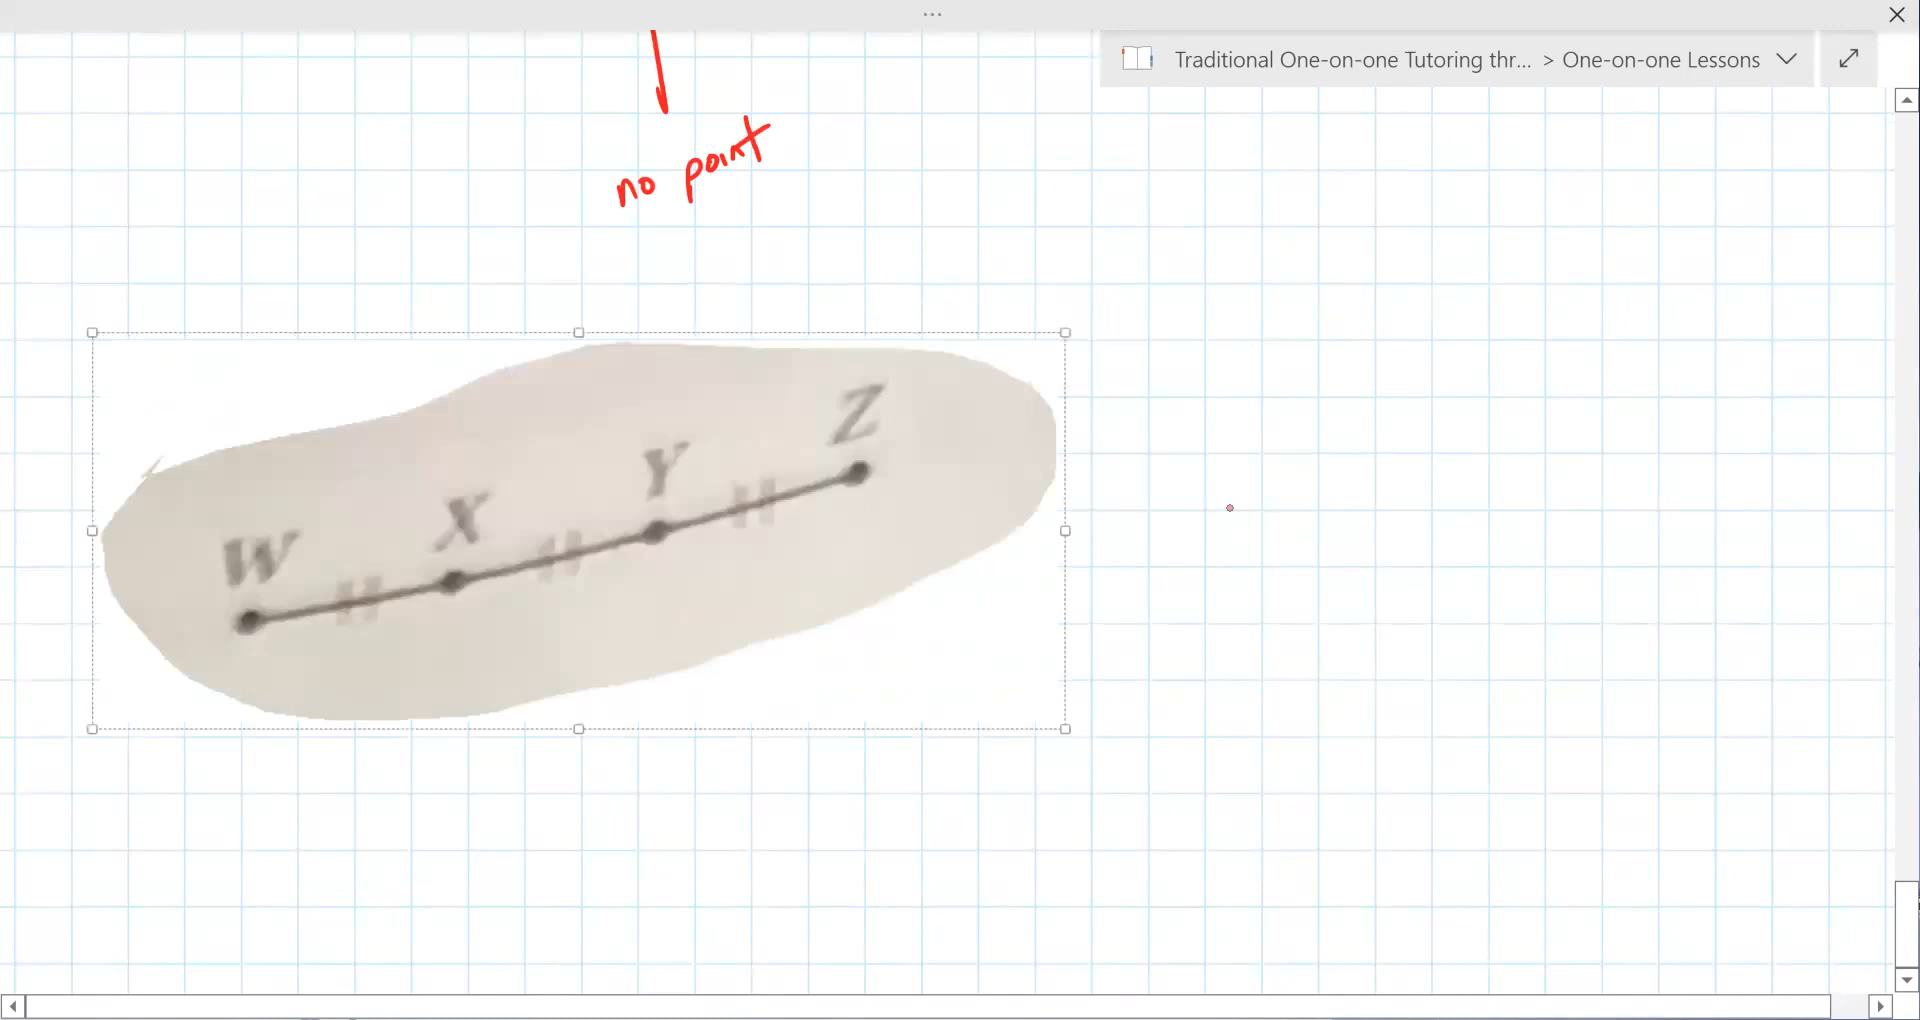 ...
Traditional One-on-one Tutoring thr... > One-on-one Lessons
no point
Z
Y
X
W